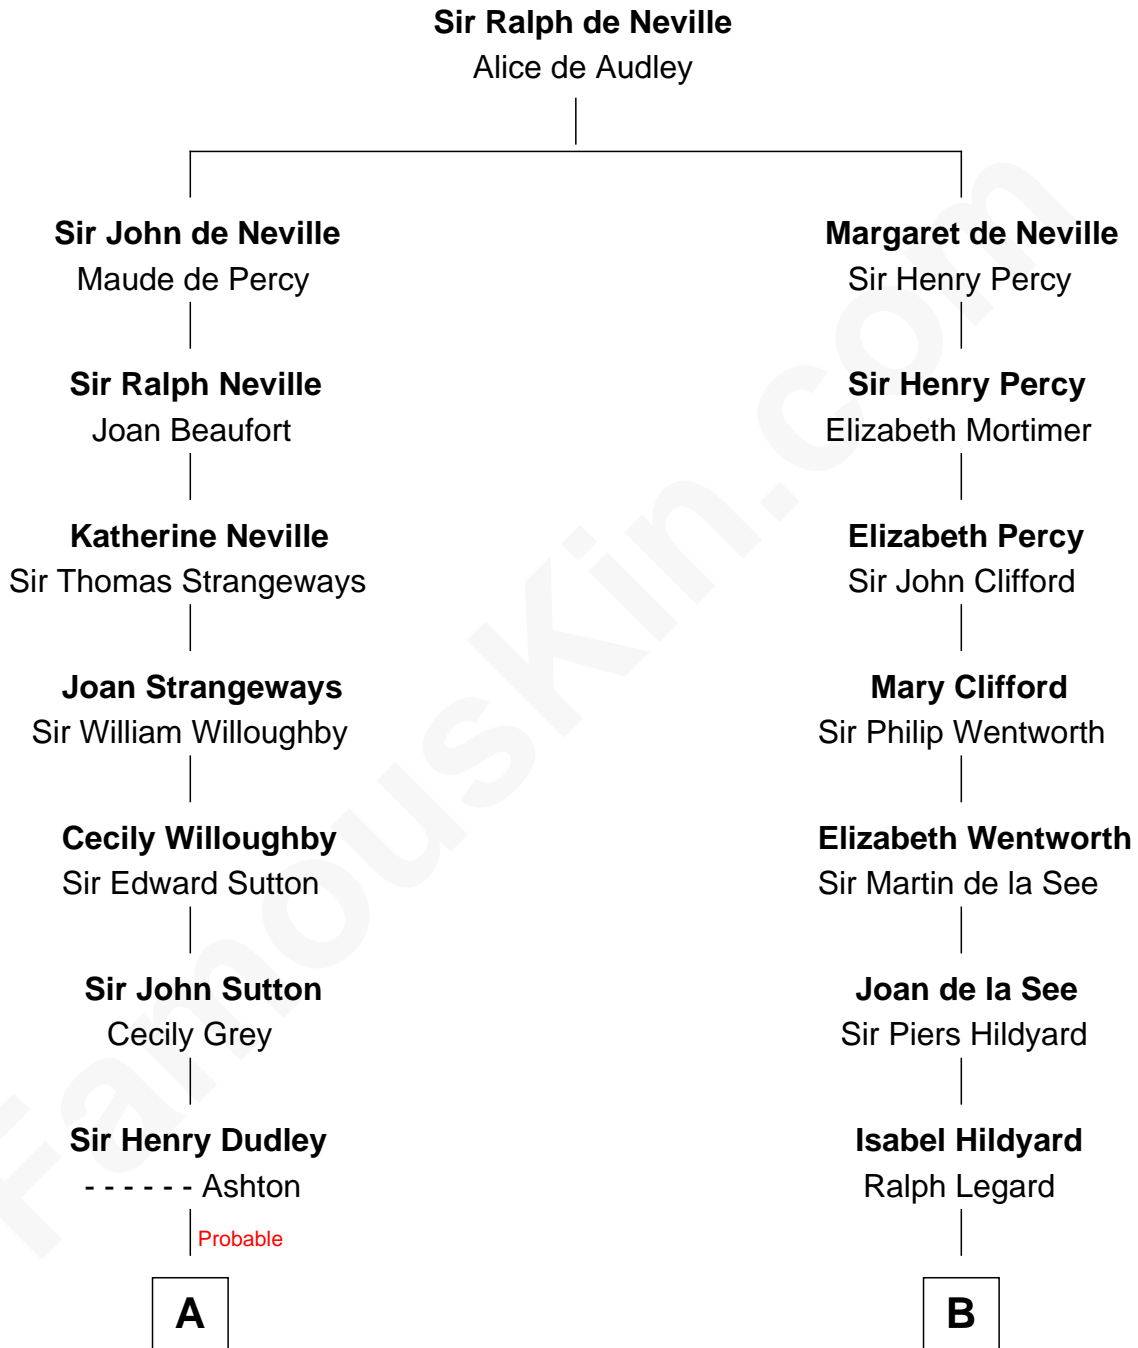 Sir Ralph de Neville
Alice de Audley
Sir John de Neville
Maude de Percy
Margaret de Neville
Sir Henry Percy
Sir Ralph Neville
Joan Beaufort
Sir Henry Percy
Elizabeth Mortimer
Katherine Neville
Sir Thomas Strangeways
Elizabeth Percy
Sir John Clifford
Joan Strangeways
Sir William Willoughby
Mary Clifford
Sir Philip Wentworth
Cecily Willoughby
Sir Edward Sutton
Elizabeth Wentworth
Sir Martin de la See
Sir John Sutton
Cecily Grey
Joan de la See
Sir Piers Hildyard
Sir Henry Dudley
- - - - - - Ashton
Isabel Hildyard
Ralph Legard
Probable
A
B
FamousKin.com